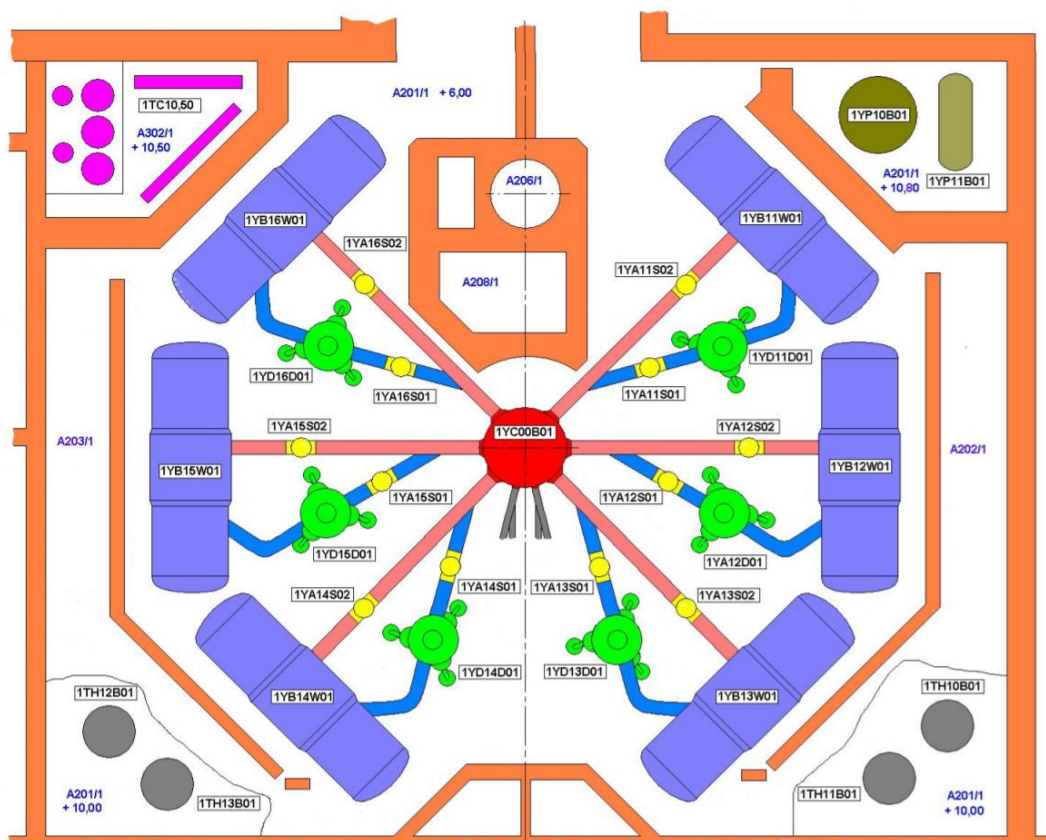 A201/1 + 6,00
1TC10,50
A302/1
+ 10,50
1YP10B01
A201/1
+ 10,80
1YP11B01
A206/1
1YB16W01
1YB11W01
1YA16S02
1YA11S02
A208/1
1YD16D01
1YD11D01
1YA16S01
1YA11S01
1YC00B01
1YA15S02
1YA12S02
A203/1
A202/1
1YB15W01
1YB12W01
1YA15S01
1YA12S01
1YD15D01
1YA12D01
1YA14S02
1YA14S01
1YA13S01
1YA13S02
1YD14D01
1YD13D01
1YB14W01
1YB13W01
1TH12B01
1TH10B01
1TH13B01
1TH11B01
A201/1
+ 10,00
A201/1
+ 10,00